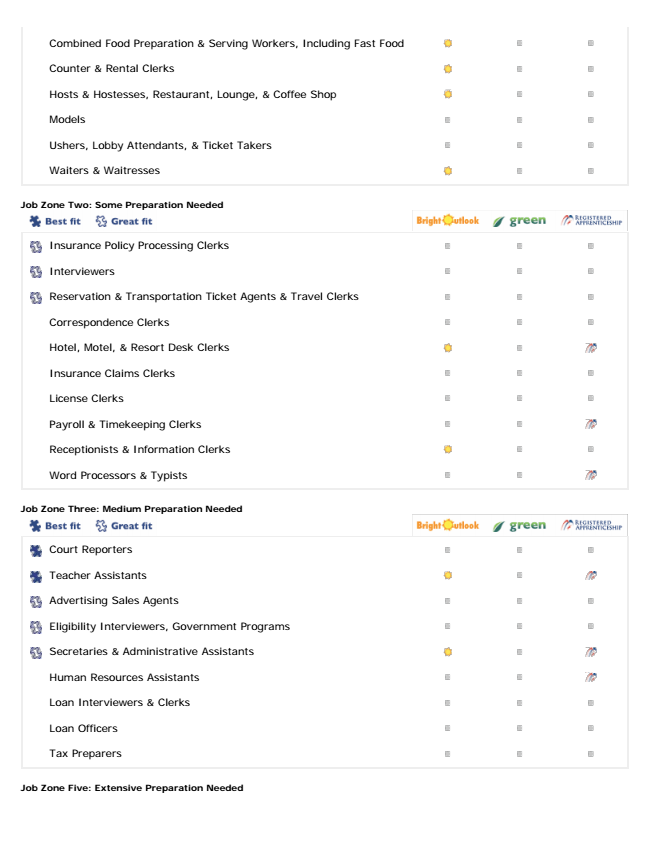 Combined Food Preparation & Serving Workers, Including Fast Food
Counter & Rental Clerks
Hosts & Hostesses, Restaurant, Lounge, & Coffee Shop
Models
Ushers, Lobby Attendants, & Ticket Takers
Waiters & Waitresses
Job Zone Two: Some Preparation Needed
Best fit Great fit Bright Outlook green REGISTERED APPRENTICESHIP
Insurance Policy Processing Clerks
Interviewers
Reservation & Transportation Ticket Agents & Travel Clerks
Correspondence Clerks
Hotel, Motel, & Resort Desk Clerks
Insurance Claims Clerks
License Clerks
Payroll & Timekeeping Clerks
Receptionists & Information Clerks
Word Processors & Typists
Job Zone Three: Medium Preparation Needed
Best fit Great fit Bright Outlook green REGISTERED APPRENTICESHIP
Court Reporters
Teacher Assistants
Advertising Sales Agents
Eligibility Interviewers, Government Programs
Secretaries & Administrative Assistants
Human Resources Assistants
Loan Interviewers & Clerks
Loan Officers
Tax Preparers
Job Zone Five: Extensive Preparation Needed